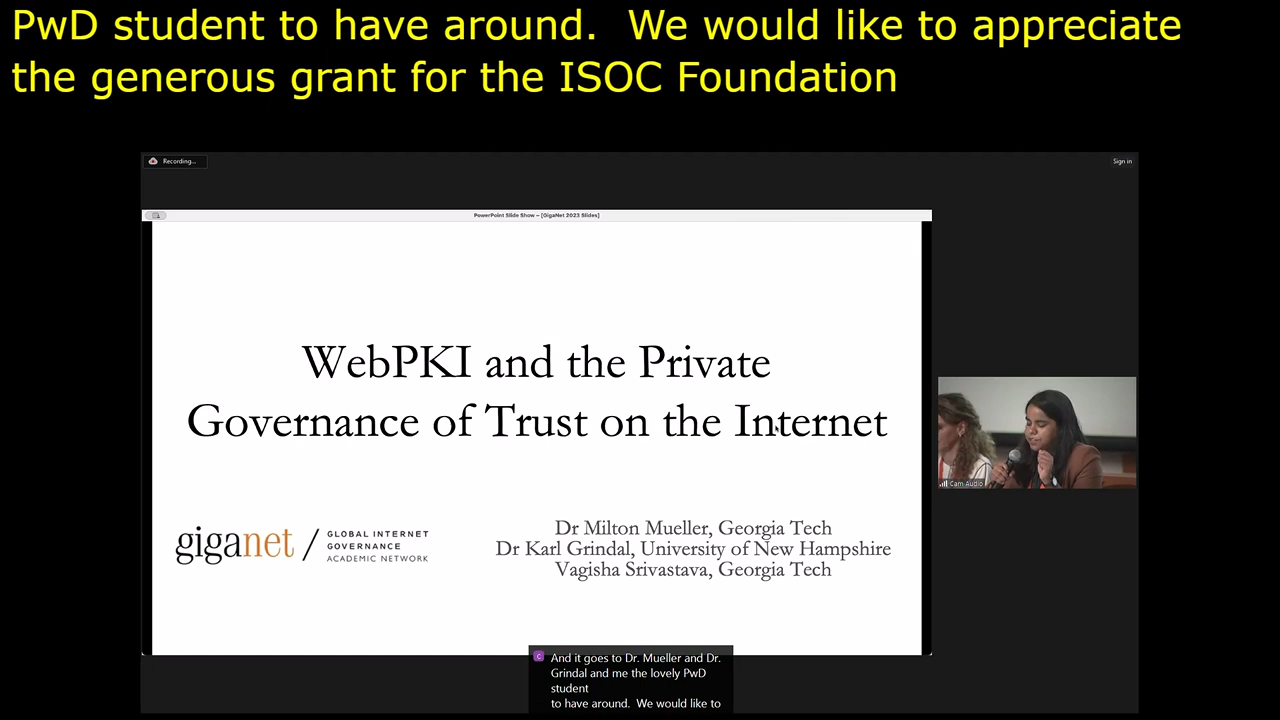 PwD student to have around.  We would like to appreciate
the generous grant for the ISOC Foundation
Recording...
Sign in
PowerPoint Slide Show – [GigaNet 2023 Slides]
WebPKI and the Private
Governance of Trust on the Internet
giganet / GLOBAL INTERNET
GOVERNANCE
ACADEMIC NETWORK
Dr Milton Mueller, Georgia Tech
Dr Karl Grindal, University of New Hampshire
Vagisha Srivastava, Georgia Tech
Cam Audio
C
And it goes to Dr. Mueller and Dr.
Grindal and me the lovely PwD
student
to have around.  We would like to